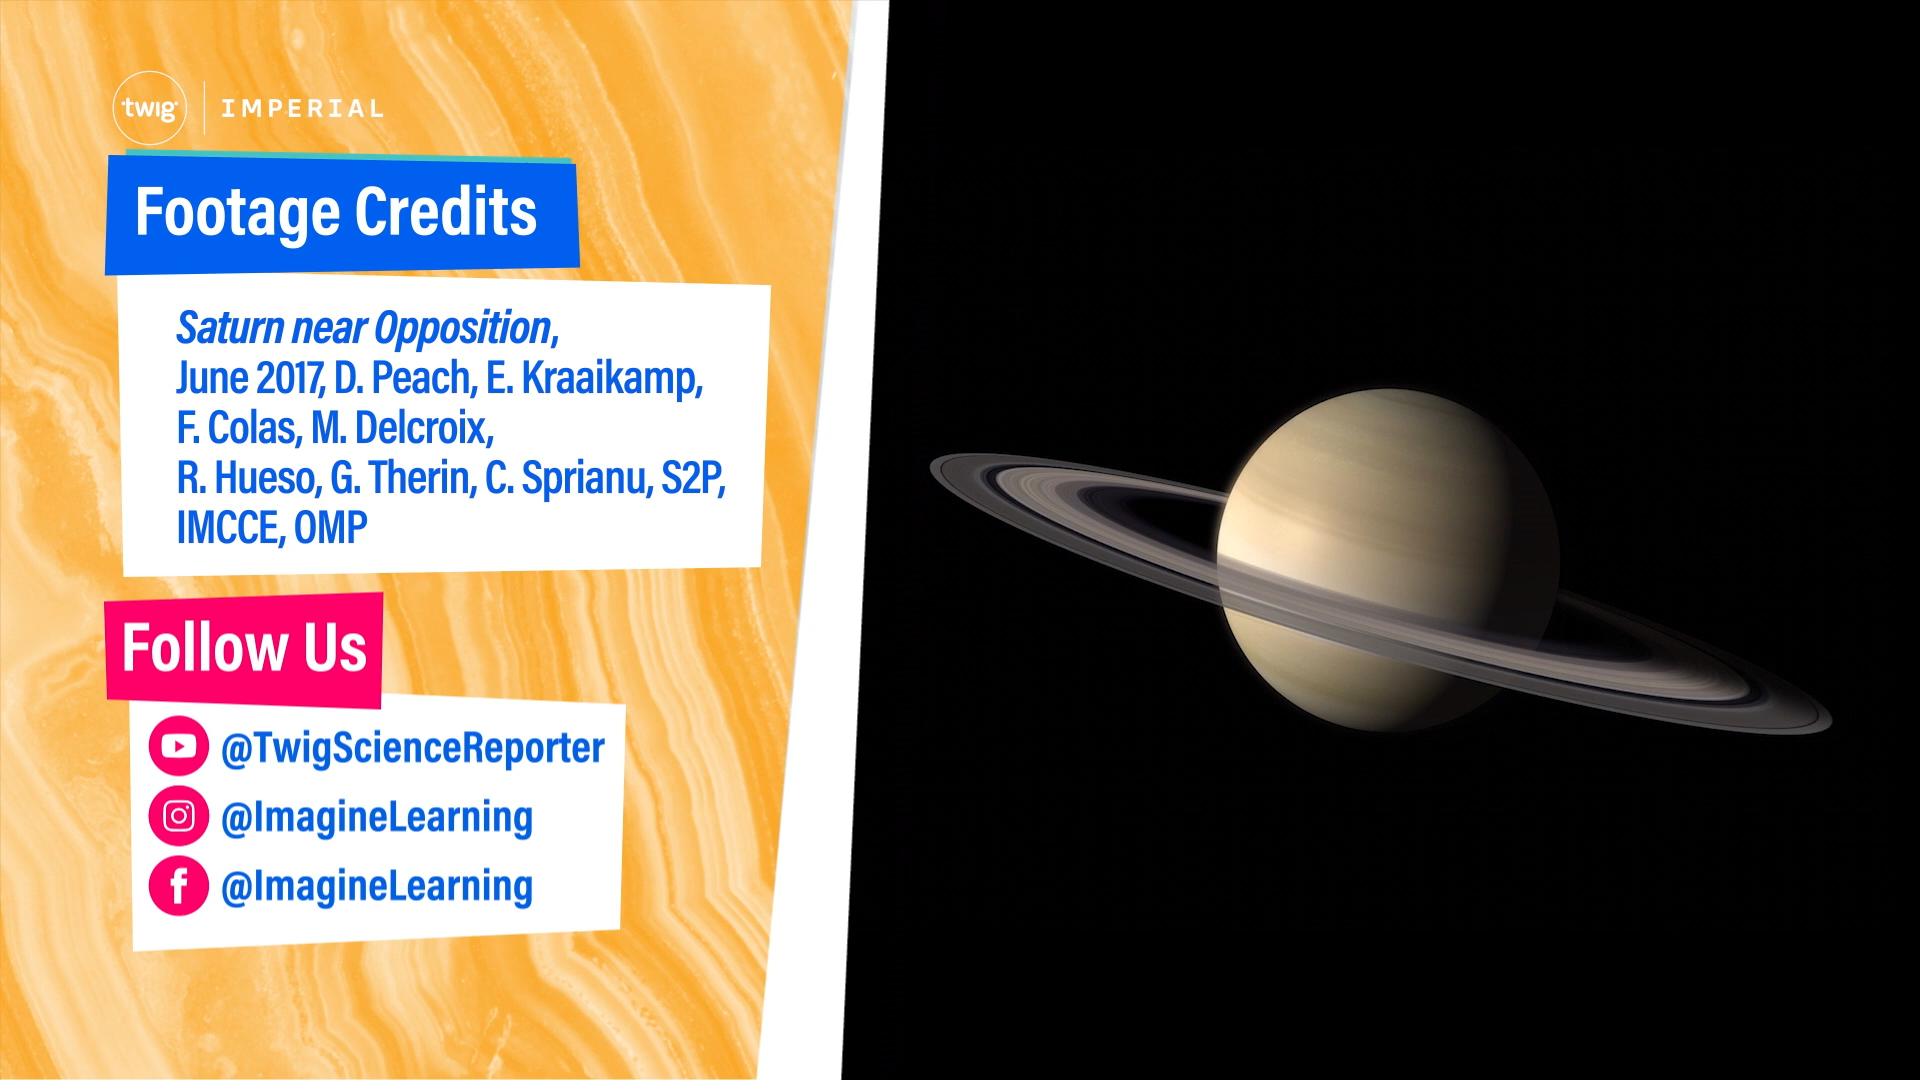 twig | IMPERIAL
Footage Credits
Saturn near Opposition,
June 2017, D. Peach, E. Kraaikamp,
F. Colas, M. Delcroix,
R. Hueso, G. Therin, C. Sprianu, S2P,
IMCCE, OMP
Follow Us
@TwigScienceReporter
@ImagineLearning
@ImagineLearning